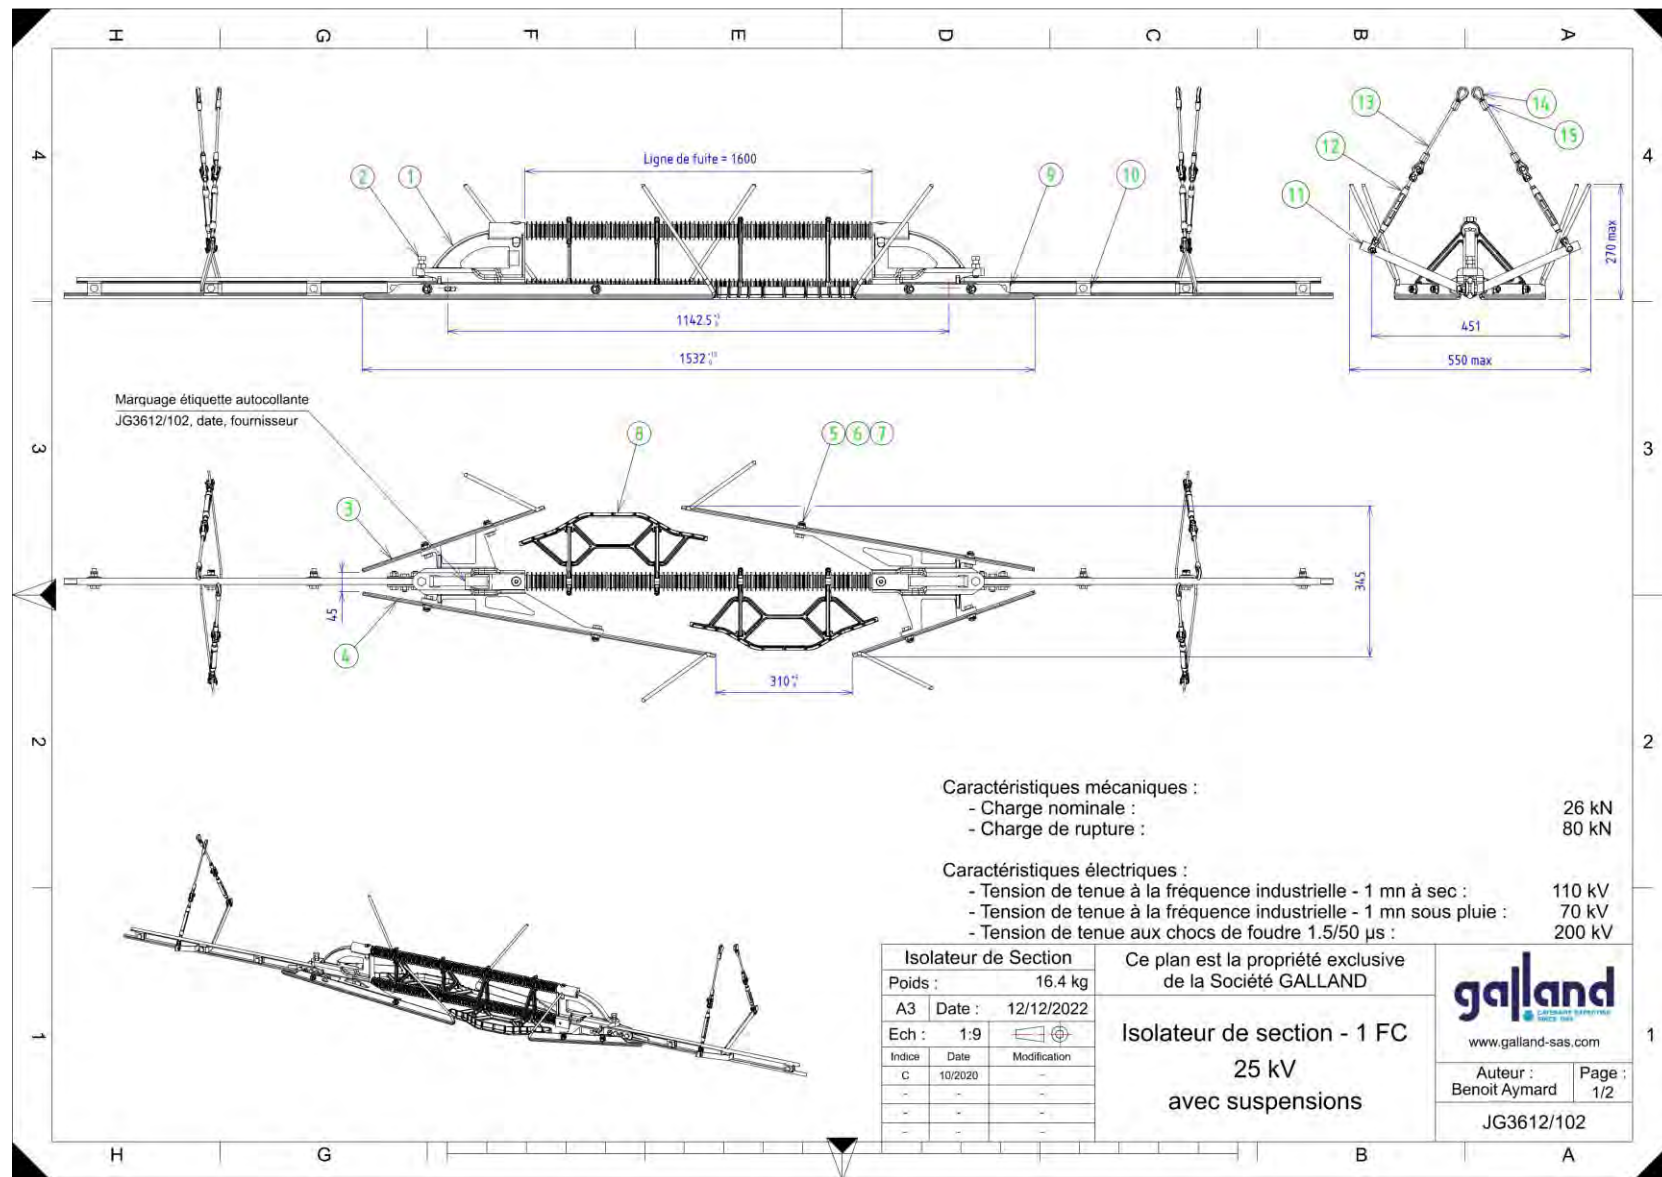 H G F E D C B A
4
4
13
14
15
12
11
2
1
9
10
Ligne de fuite = 1600
270 max
1142.5
1532
451
550 max
Marquage étiquette autocollante
JG3612/102, date, fournisseur
3
3
8
5 6 7
3
4
45
345
310
2
2
Caractéristiques mécaniques :
- Charge nominale : 26 kN
- Charge de rupture : 80 kN
Caractéristiques électriques :
- Tension de tenue à la fréquence industrielle - 1 mn à sec : 110 kV
- Tension de tenue à la fréquence industrielle - 1 mn sous pluie : 70 kV
- Tension de tenue aux chocs de foudre 1.5/50 µs : 200 kV
1
1
Isolateur de Section
Poids : 16.4 kg
A3 Date : 12/12/2022
Ech : 1:9
Indice Date Modification
C 10/2020 -
- - -
- - -
- - -
Ce plan est la propriété exclusive
de la Société GALLAND
Isolateur de section - 1 FC
25 kV
avec suspensions
galland
CATENARY EXPERTISE
www.galland-sas.com
Auteur :
Benoit Aymard
Page :
1/2
JG3612/102
H G B A